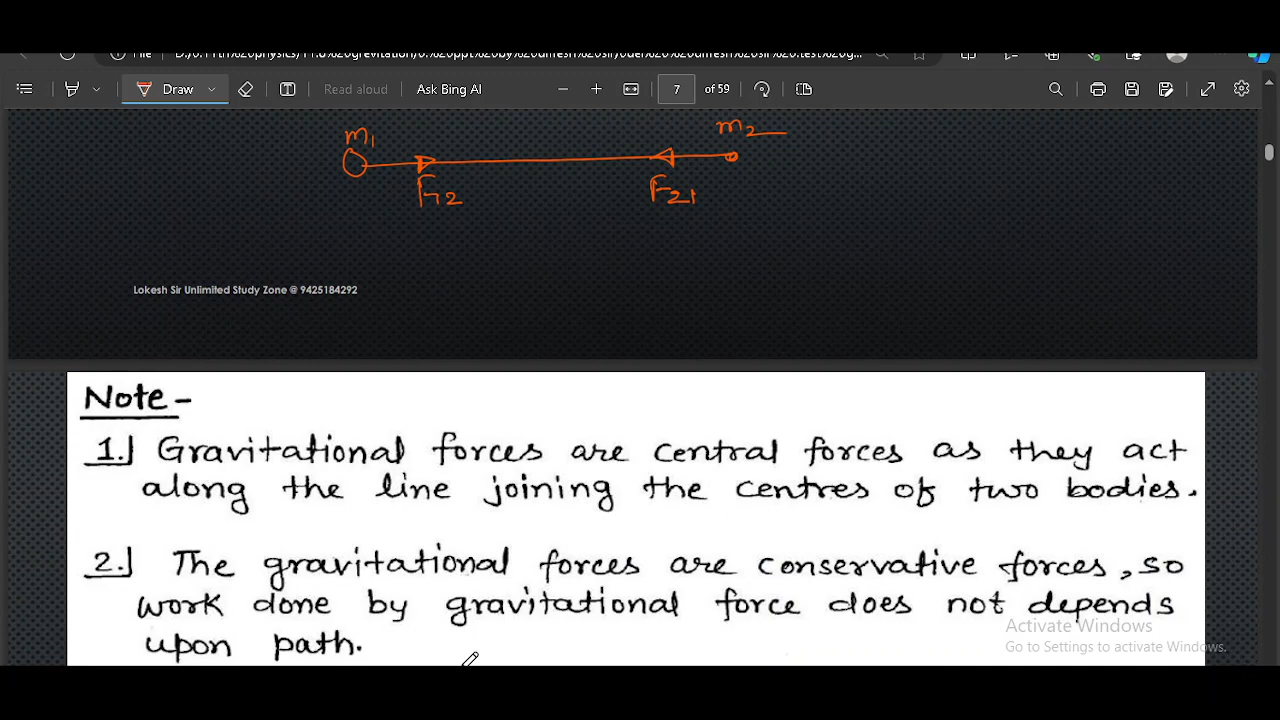 Draw
Read aloud
Ask Bing AI
7 of 59
m1
m2
F12
F21
Lokesh Sir Unlimited Study Zone @ 9425184292
Note -
1.] Gravitational forces are central forces as they act
along the line joining the centres of two bodies.
2.] The gravitational forces are conservative forces, so
work done by gravitational force does not depends
upon path.
Activate Windows
Go to Settings to activate Windows.